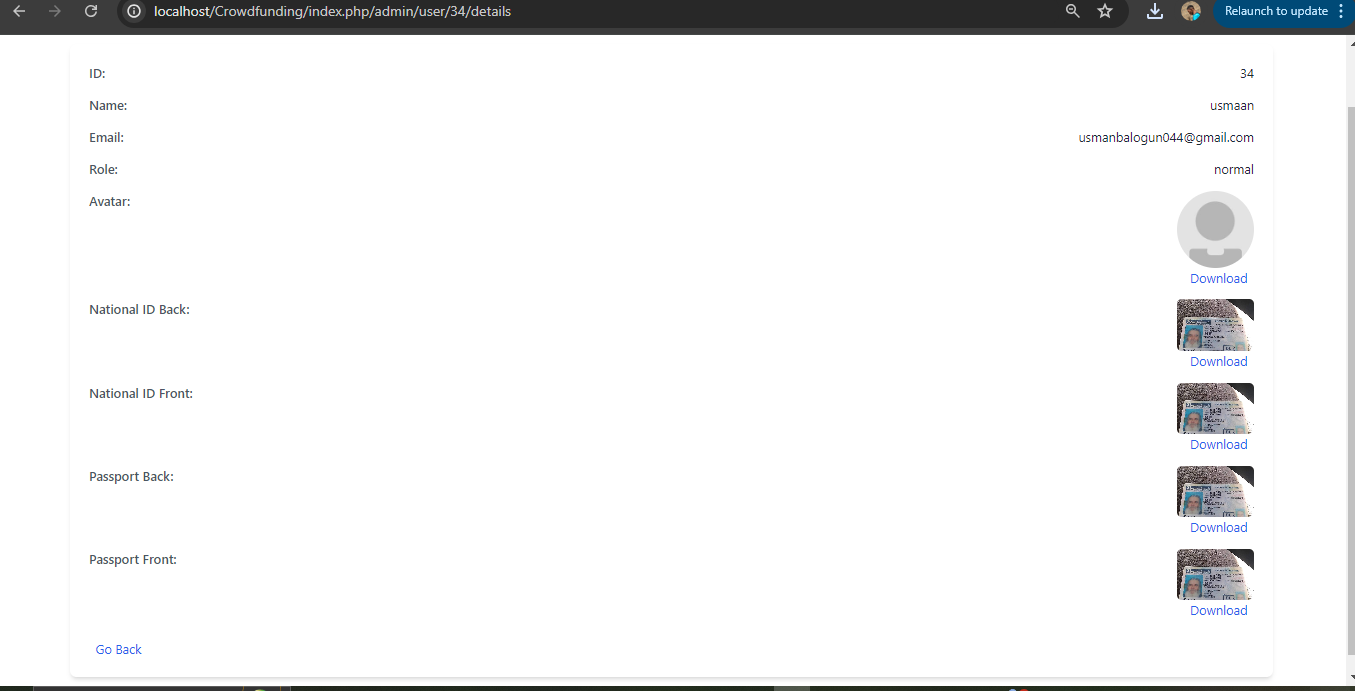 localhost/Crowdfunding/index.php/admin/user/34/details
Relaunch to update
ID: 34
Name: usmaan
Email: usmanbalogun044@gmail.com
Role: normal
Avatar:
Download
National ID Back:
Download
National ID Front:
Download
Passport Back:
Download
Passport Front:
Download
Go Back